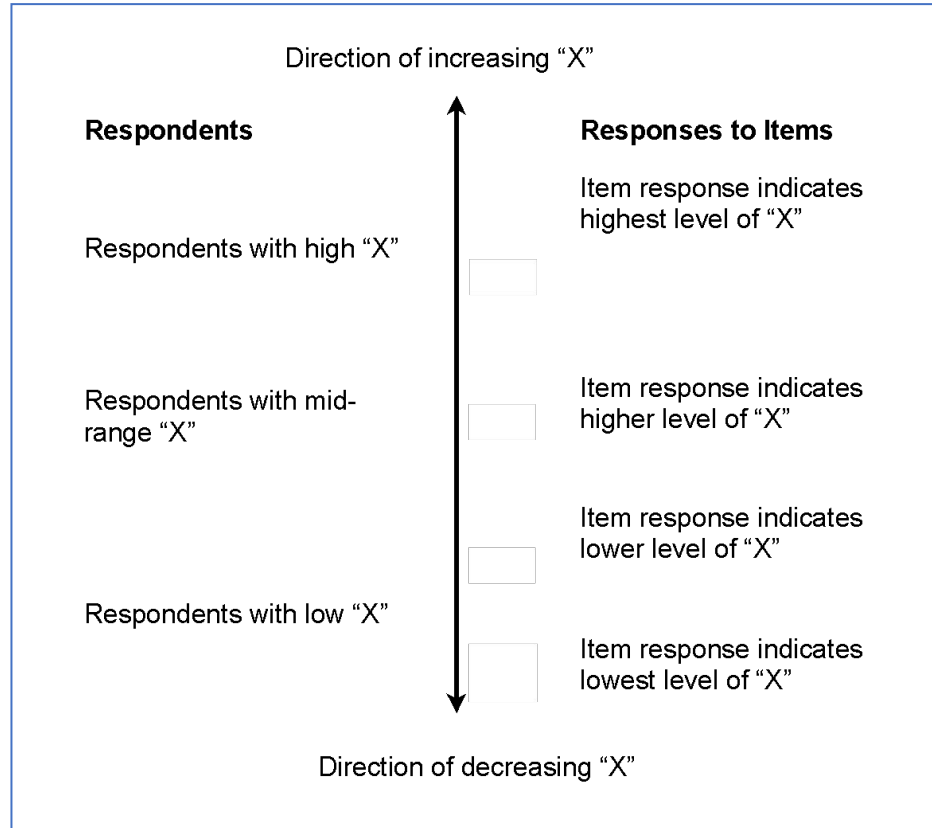 Direction of increasing “X”
Respondents
Responses to Items
Item response indicates
highest level of “X”
Respondents with high “X”
Respondents with mid-
range “X”
Item response indicates
higher level of “X”
Item response indicates
lower level of “X”
Respondents with low “X”
Item response indicates
lowest level of “X”
Direction of decreasing “X”